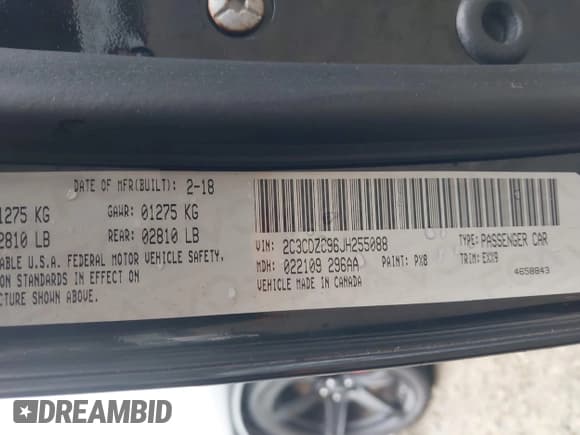 DATE OF MFR(BUILT): 2-18
1275 KG GAWR: 01275 KG
2810 LB REAR: 02810 LB
ABLE U.S.A. FEDERAL MOTOR VEHICLE SAFETY,
ION STANDARDS IN EFFECT ON
CTURE SHOWN ABOVE.
VIN: 2C3CDZC96JH255088 TYPE: PASSENGER CAR
MDH: 022109 296AA PAINT: PX8 TRIM: EXX9
VEHICLE MADE IN CANADA 4658843
DREAMBID